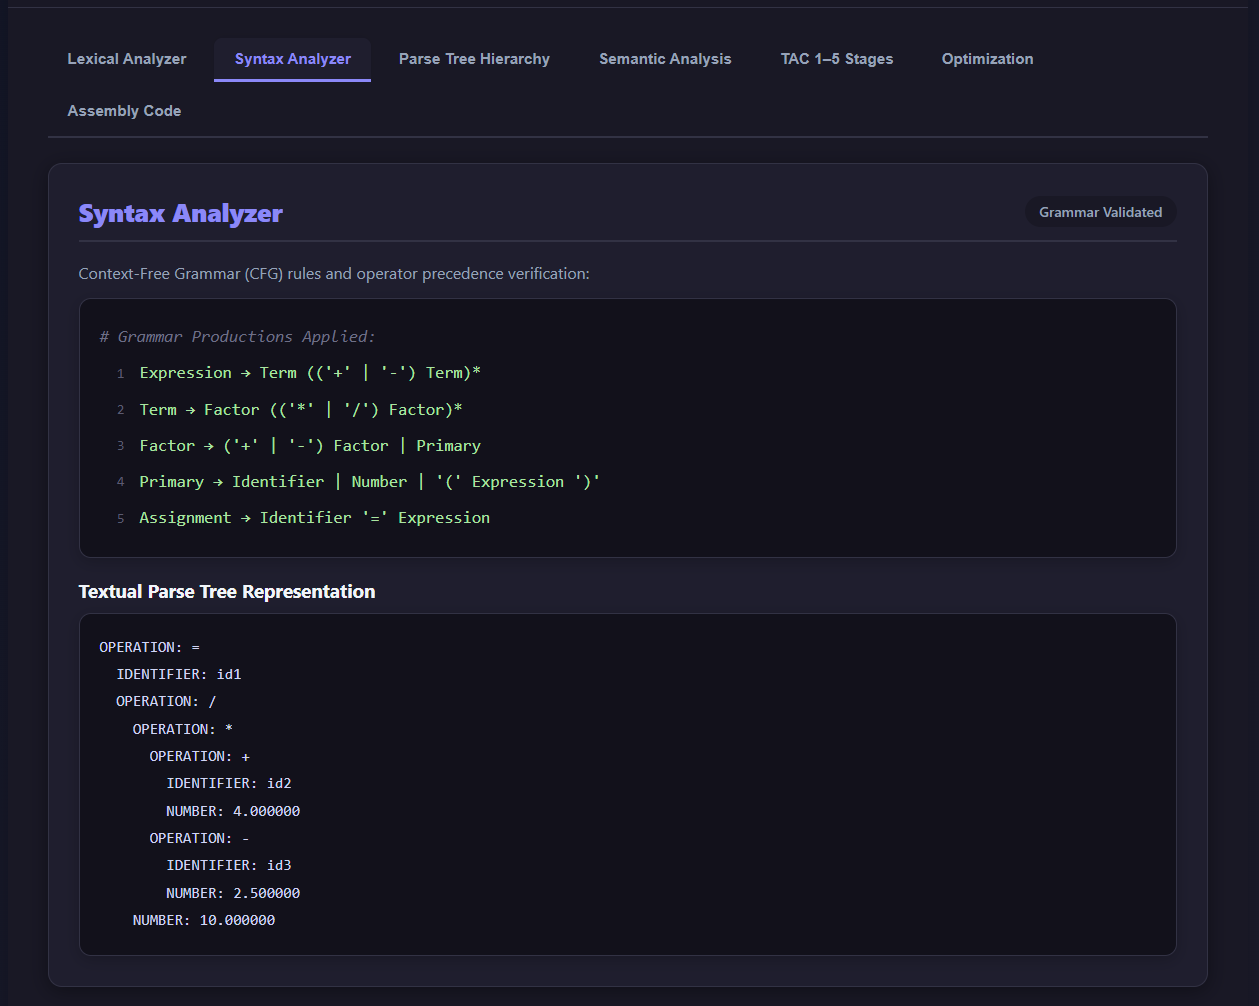 Lexical Analyzer Syntax Analyzer Parse Tree Hierarchy Semantic Analysis TAC 1–5 Stages Optimization
Assembly Code
Syntax Analyzer Grammar Validated
Context-Free Grammar (CFG) rules and operator precedence verification:
# Grammar Productions Applied:
1 Expression → Term (('+' | '-') Term)*
2 Term → Factor (('*' | '/') Factor)*
3 Factor → ('+' | '-') Factor | Primary
4 Primary → Identifier | Number | '(' Expression ')'
5 Assignment → Identifier '=' Expression
Textual Parse Tree Representation
OPERATION: =
IDENTIFIER: id1
OPERATION: /
OPERATION: *
OPERATION: +
IDENTIFIER: id2
NUMBER: 4.000000
OPERATION: -
IDENTIFIER: id3
NUMBER: 2.500000
NUMBER: 10.000000